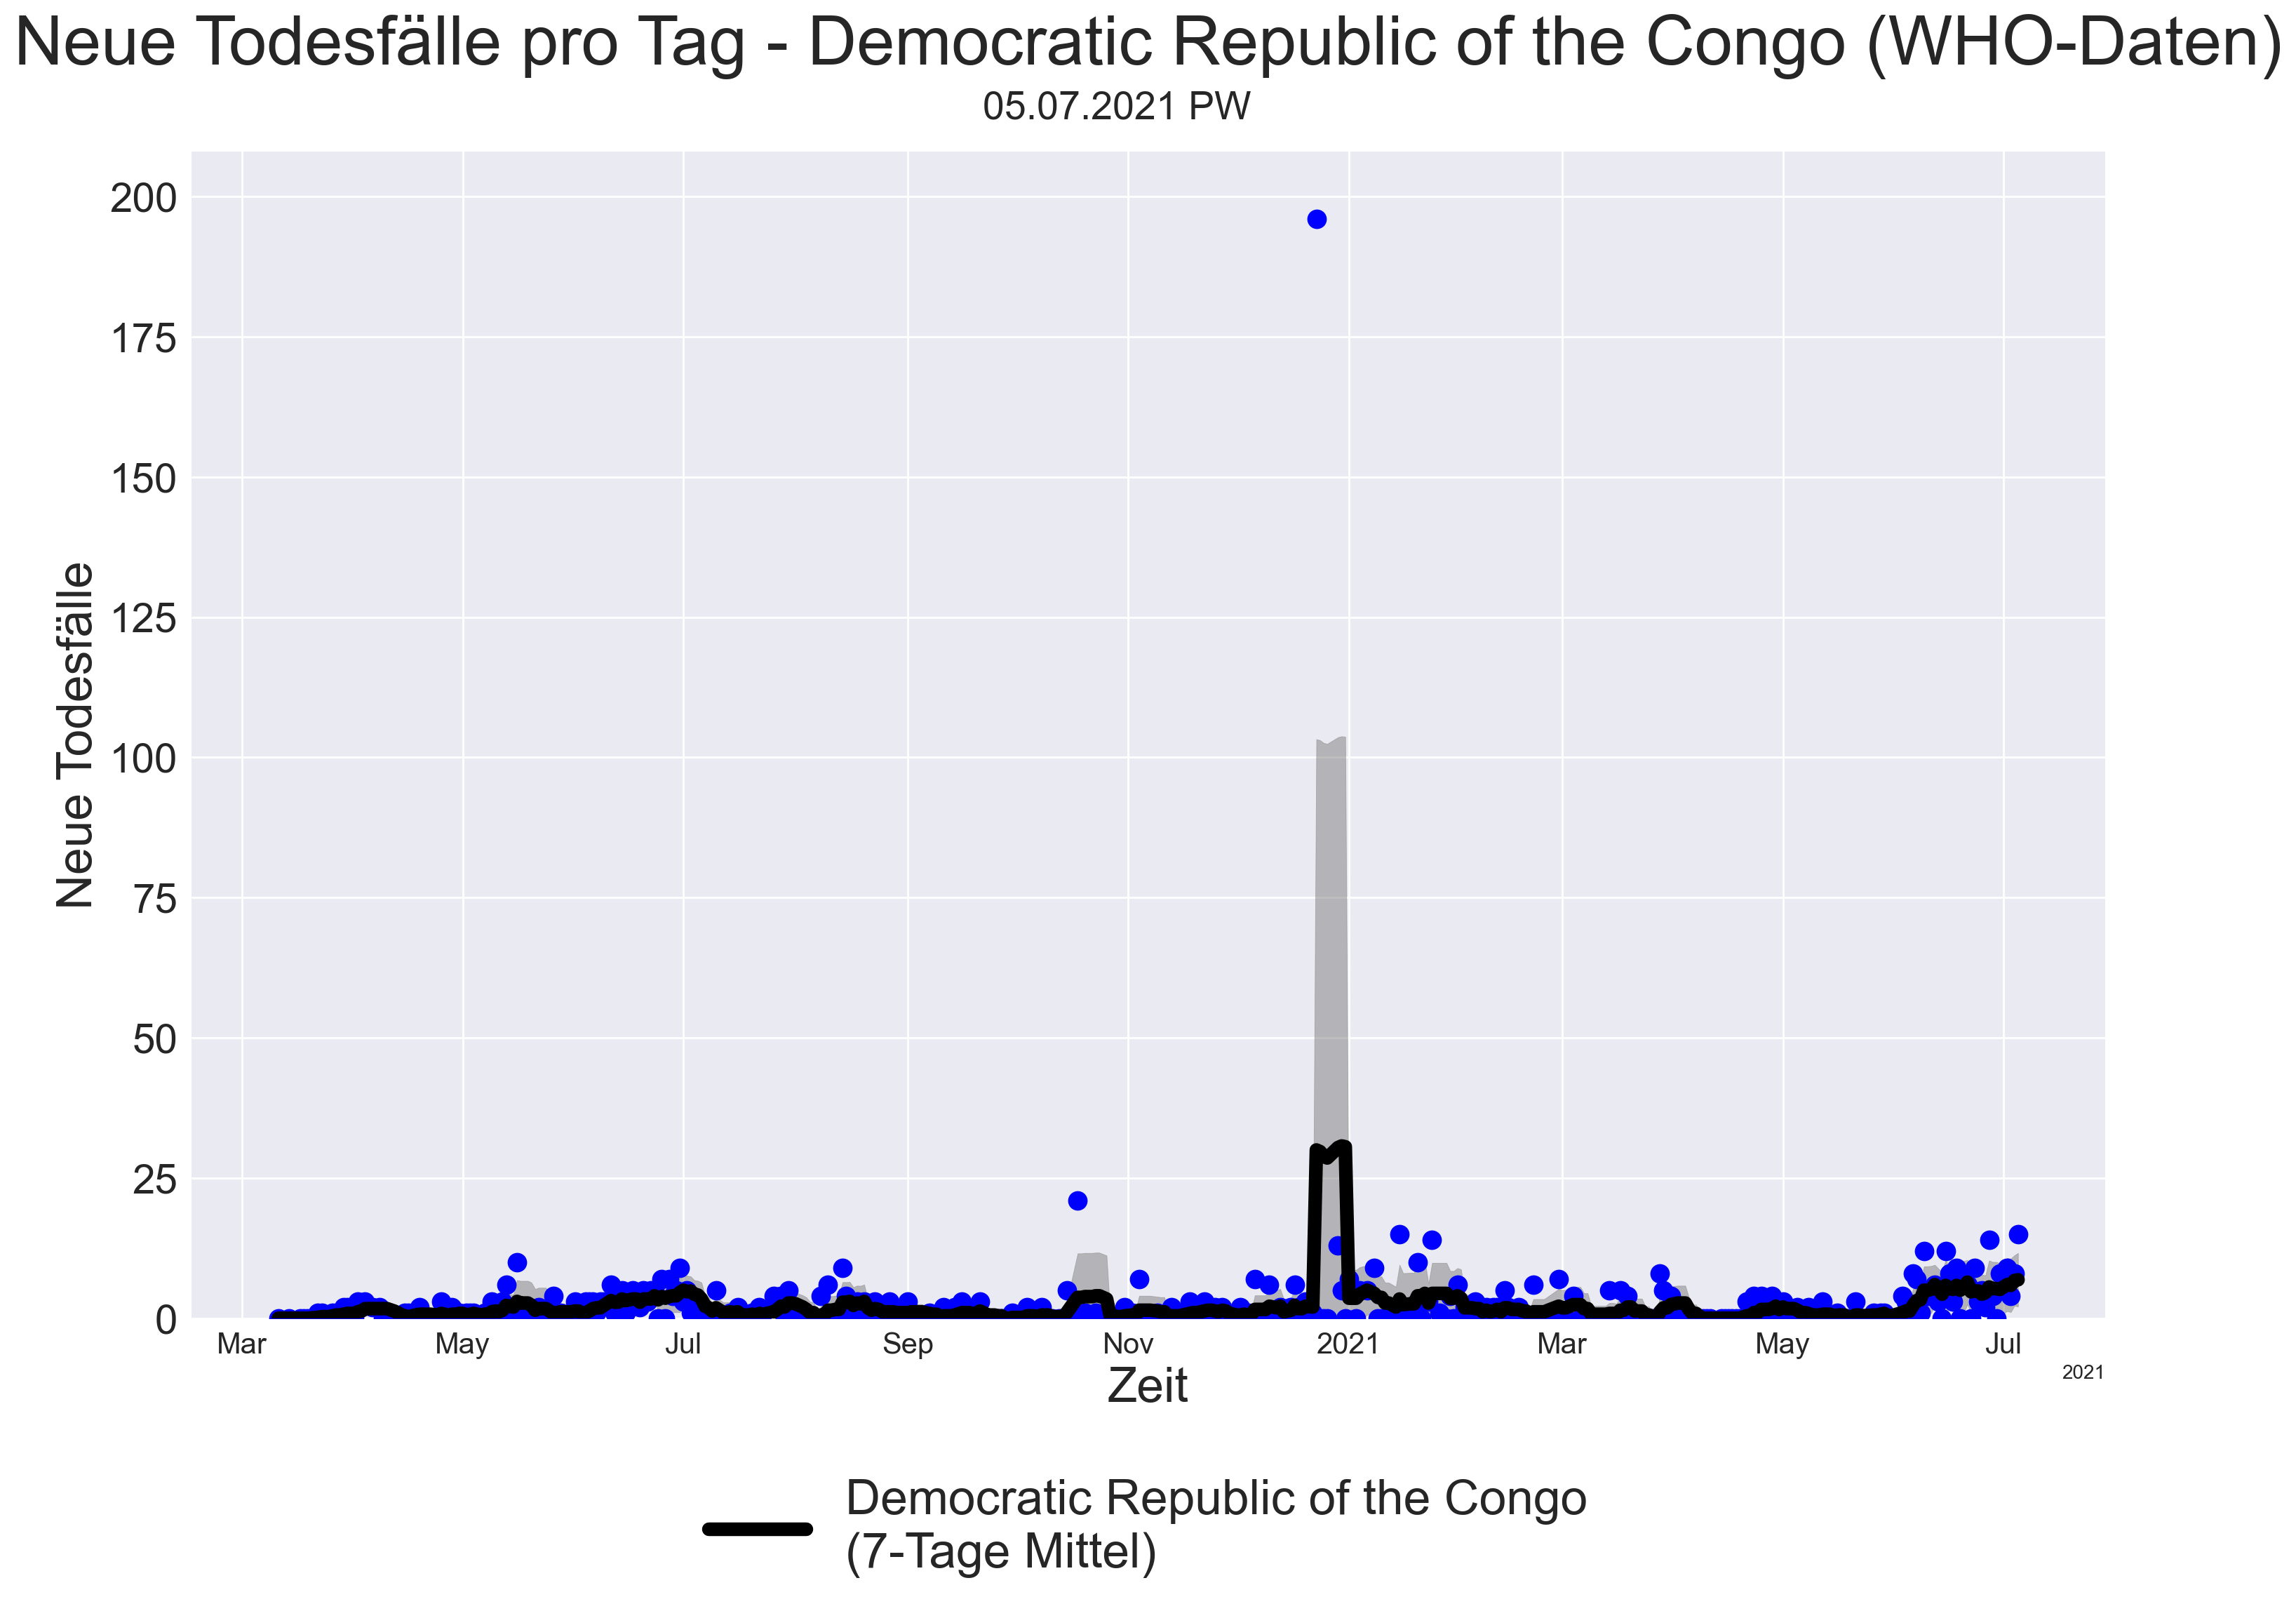 Neue Todesfälle pro Tag - Democratic Republic of the Congo (WHO-Daten)
05.07.2021 PW
Neue Todesfälle
200
175
150
125
100
75
50
25
0
Mar May Jul Sep Nov 2021 Mar May Jul
2021
Zeit
Democratic Republic of the Congo
(7-Tage Mittel)